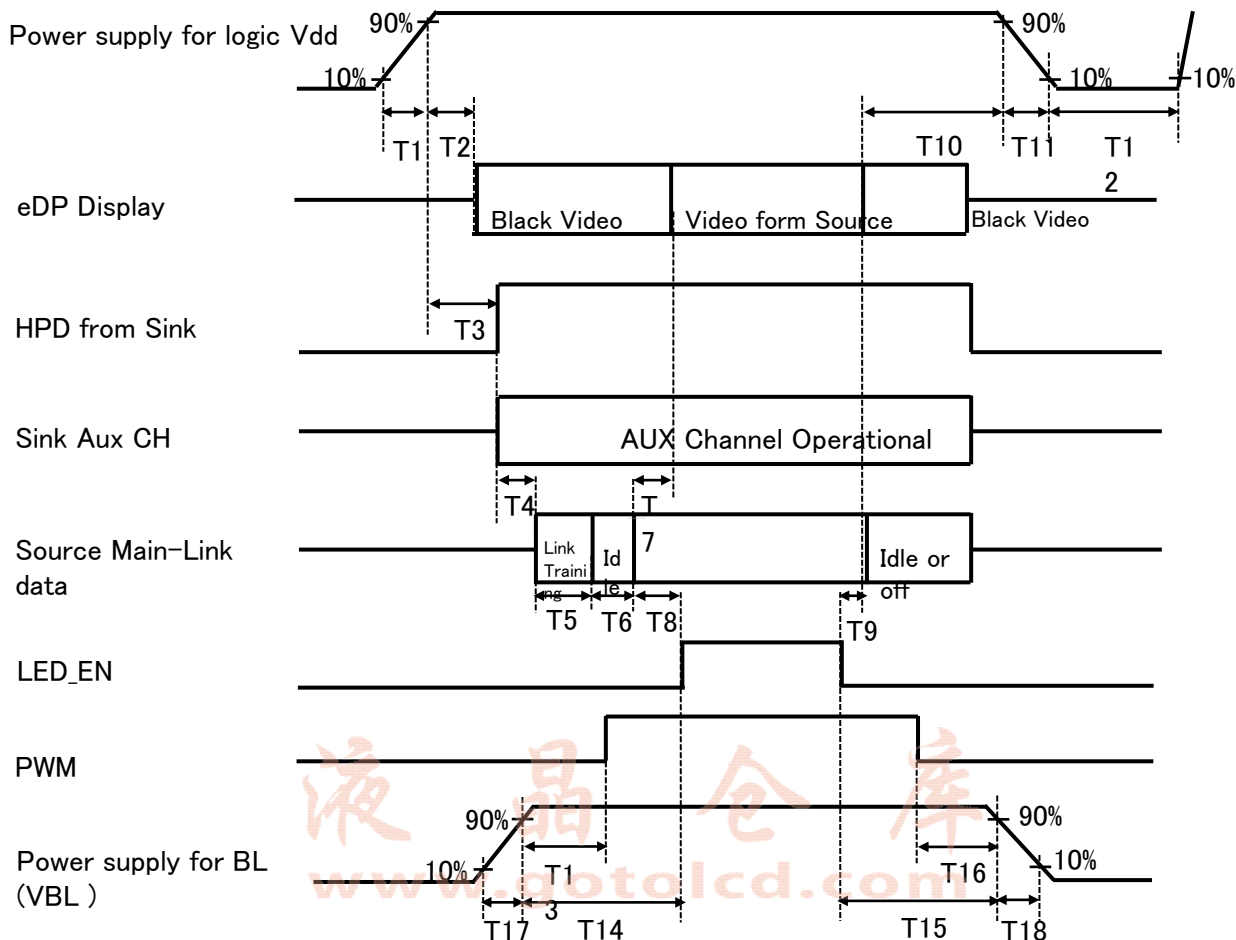 Power supply for logic Vdd
90%
90%
10%
10%
10%
T1
T2
T10
T11
T1
2
eDP Display
Black Video
Video form Source
Black Video
HPD from Sink
T3
Sink Aux CH
AUX Channel Operational
T4
T
7
Source Main-Link
data
Link
Traini
ng
Id
le
Idle or
off
T5
T6
T8
T9
LED_EN
PWM
液晶仓库
90%
90%
Power supply for BL
(VBL )
10%
10%
T1
3
T16
www.gotolcd.com
T17
T14
T15
T18